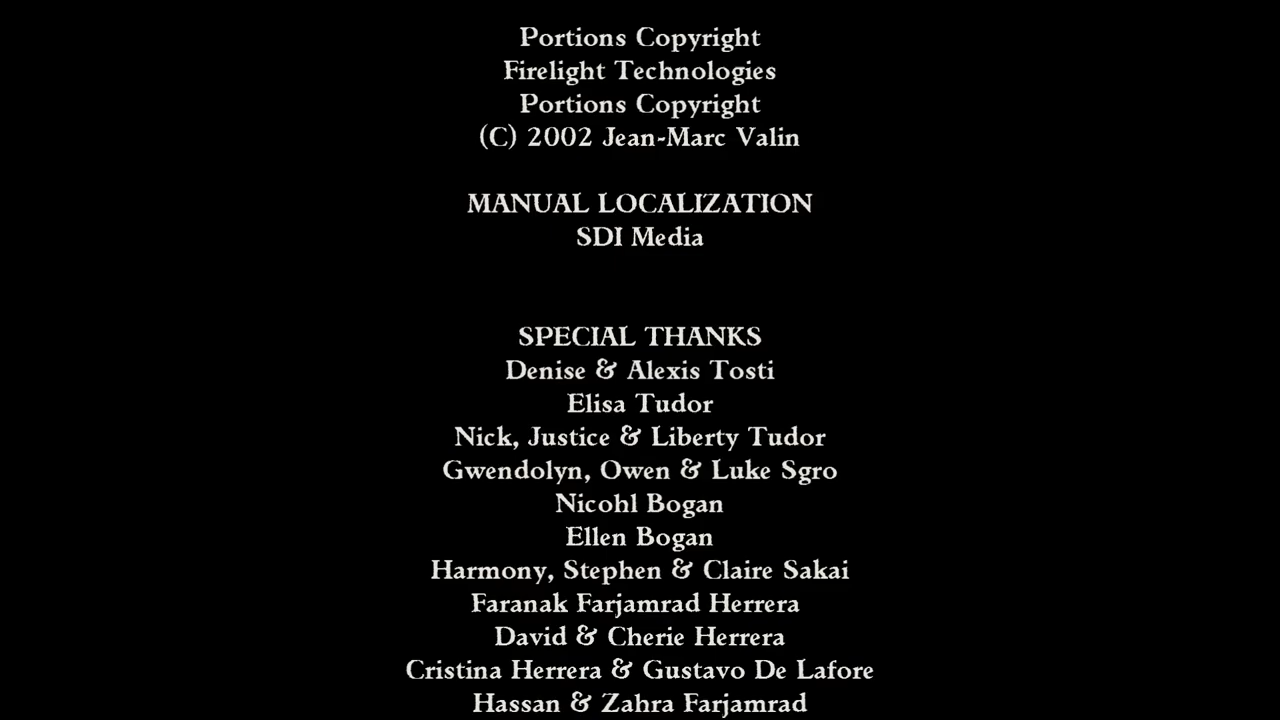 Portions Copyright
Firelight Technologies
Portions Copyright
(C) 2002 Jean-Marc Valin
MANUAL LOCALIZATION
SDI Media
SPECIAL THANKS
Denise & Alexis Tosti
Elisa Tudor
Nick, Justice & Liberty Tudor
Gwendolyn, Owen & Luke Sgro
Nicohl Bogan
Ellen Bogan
Harmony, Stephen & Claire Sakai
Faranak Farjamrad Herrera
David & Cherie Herrera
Cristina Herrera & Gustavo De Lafore
Hassan & Zahra Farjamrad